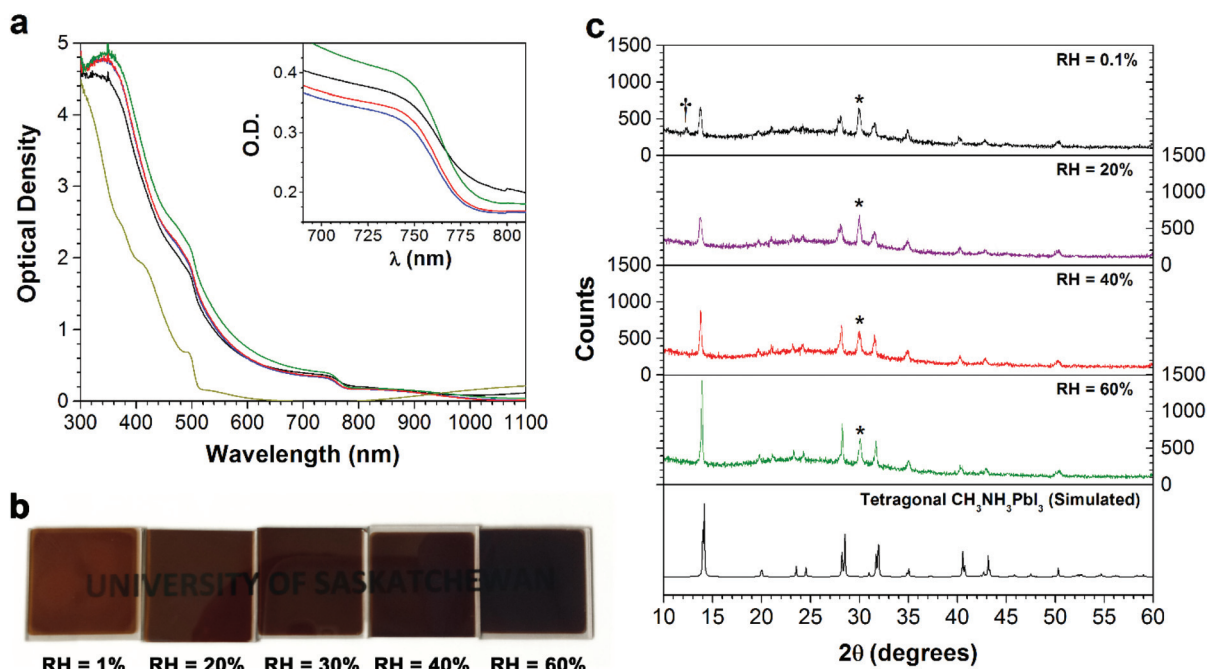 a
5
4
3
2
1
0
Optical Density
300 400 500 600 700 800 900 1000 1100
Wavelength (nm)
0.4
0.3
0.2
O.D.
700 725 750 775 800
λ (nm)
b
UNIVERSITY OF SASKATCHEWAN
RH = 1% RH = 20% RH = 30% RH = 40% RH = 60%
c
Counts
1500
1000
500
0
RH = 0.1%
†
*
1500
1000
500
0
RH = 20%
*
1500
1000
500
0
RH = 40%
*
1500
1000
500
0
RH = 60%
*
Tetragonal CH3NH3PbI3 (Simulated)
10 15 20 25 30 35 40 45 50 55 60
2θ (degrees)